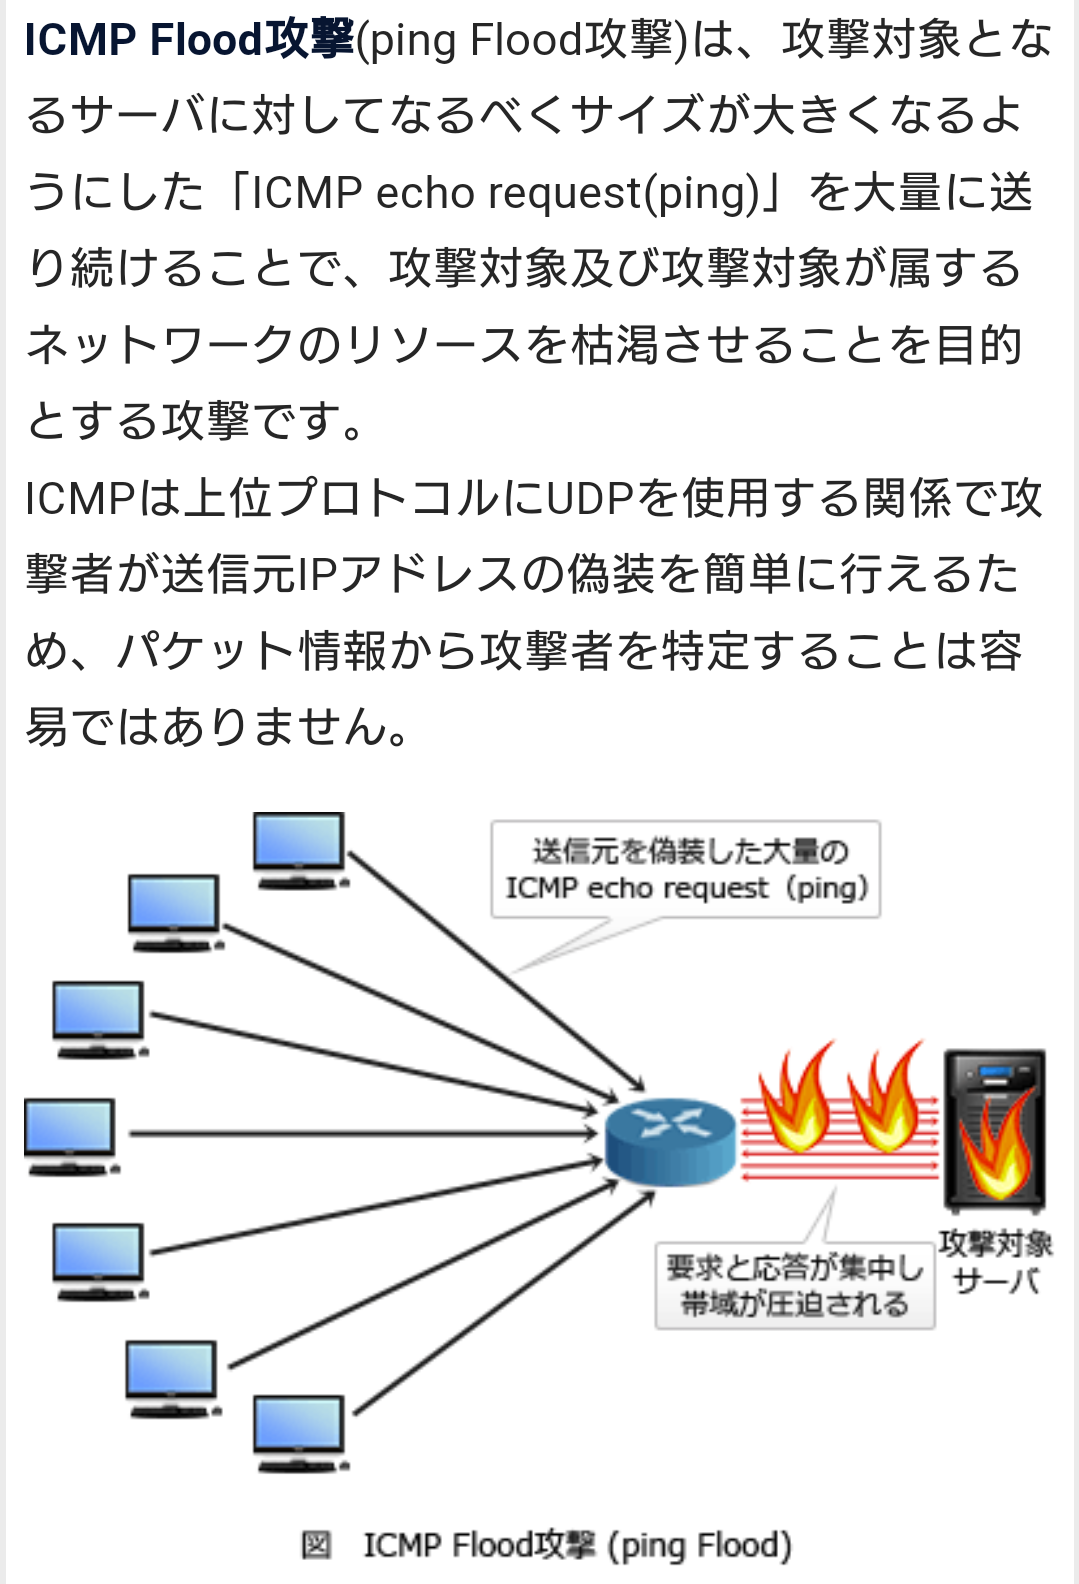 ICMP Flood攻撃(ping Flood攻撃)は、攻撃対象とな
るサーバに対してなるべくサイズが大きくなるよ
うにした「ICMP echo request(ping)」を大量に送
り続けることで、攻撃対象及び攻撃対象が属する
ネットワークのリソースを枯渇させることを目的
とする攻撃です。
ICMPは上位プロトコルにUDPを使用する関係で攻
撃者が送信元IPアドレスの偽装を簡単に行えるた
め、パケット情報から攻撃者を特定することは容
易ではありません。
送信元を偽装した大量の
ICMP echo request（ping）
要求と応答が集中し
帯域が圧迫される
攻撃対象
サーバ
図　ICMP Flood攻撃 (ping Flood)